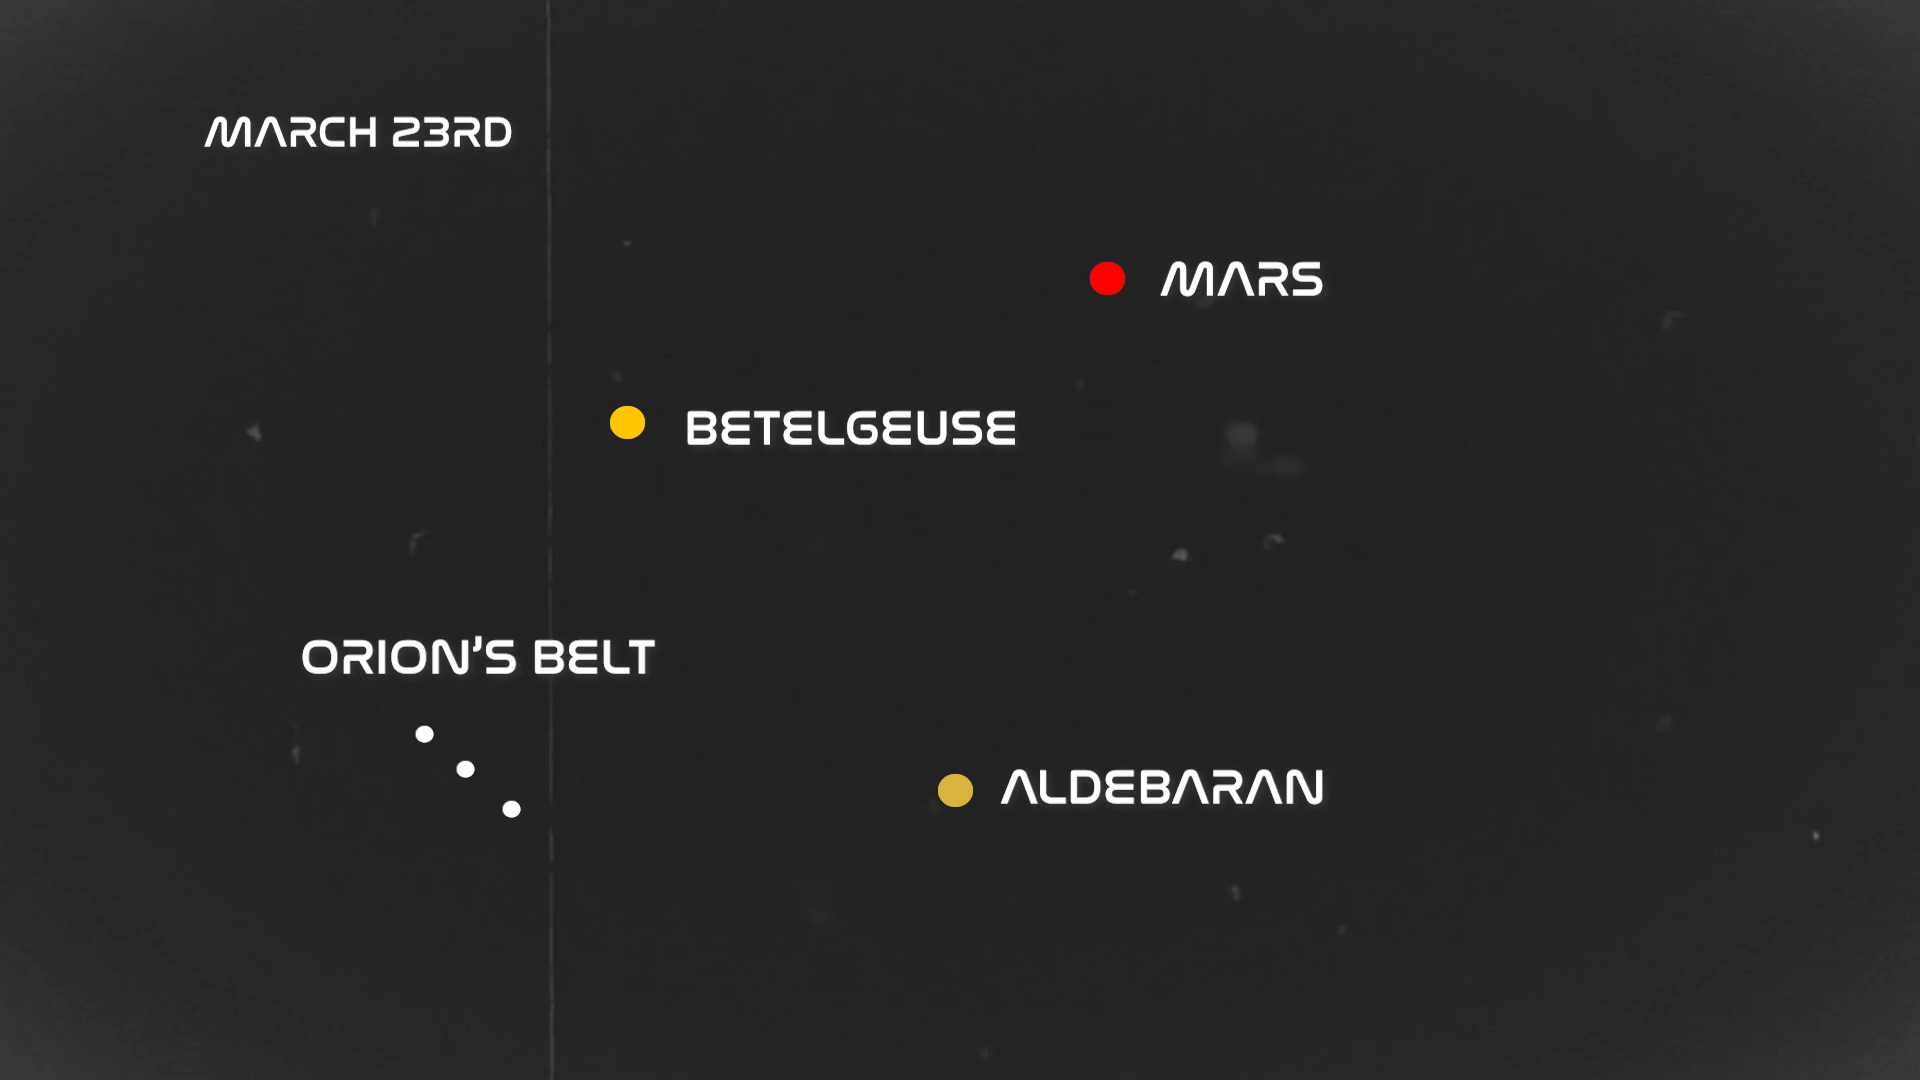 MARCH 23RD
MARS
BETELGEUSE
ORION'S BELT
ALDEBARAN